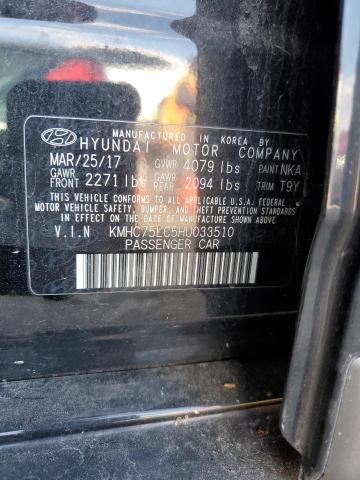 MANUFACTURED IN KOREA BY
HYUNDAI MOTOR COMPANY
MAR/25/17 GVWR 4079 lbs PAINT NKA
GAWR FRONT 2271 lbs GAWR REAR 2094 lbs TRIM T9Y
THIS VEHICLE CONFORMS TO ALL APPLICABLE U.S. FEDERAL
MOTOR VEHICLE SAFETY, BUMPER, AND THEFT PREVENTION
STANDARDS IN EFFECT ON THE DATE OF MANUFACTURE SHOWN ABOVE.
V.I.N KMHC75LC5HU033510
PASSENGER CAR